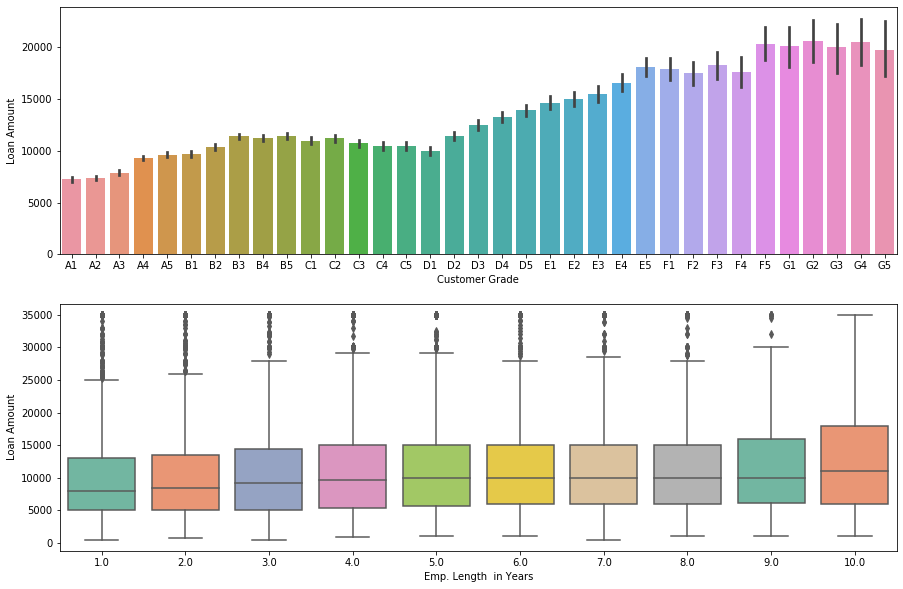 20000
15000
10000
5000
0
Loan Amount
A1 A2 A3 A4 A5 B1 B2 B3 B4 B5 C1 C2 C3 C4 C5 D1 D2 D3 D4 D5 E1 E2 E3 E4 E5 F1 F2 F3 F4 F5 G1 G2 G3 G4 G5
Customer Grade
35000
30000
25000
20000
15000
10000
5000
0
Loan Amount
1.0 2.0 3.0 4.0 5.0 6.0 7.0 8.0 9.0 10.0
Emp. Length  in Years